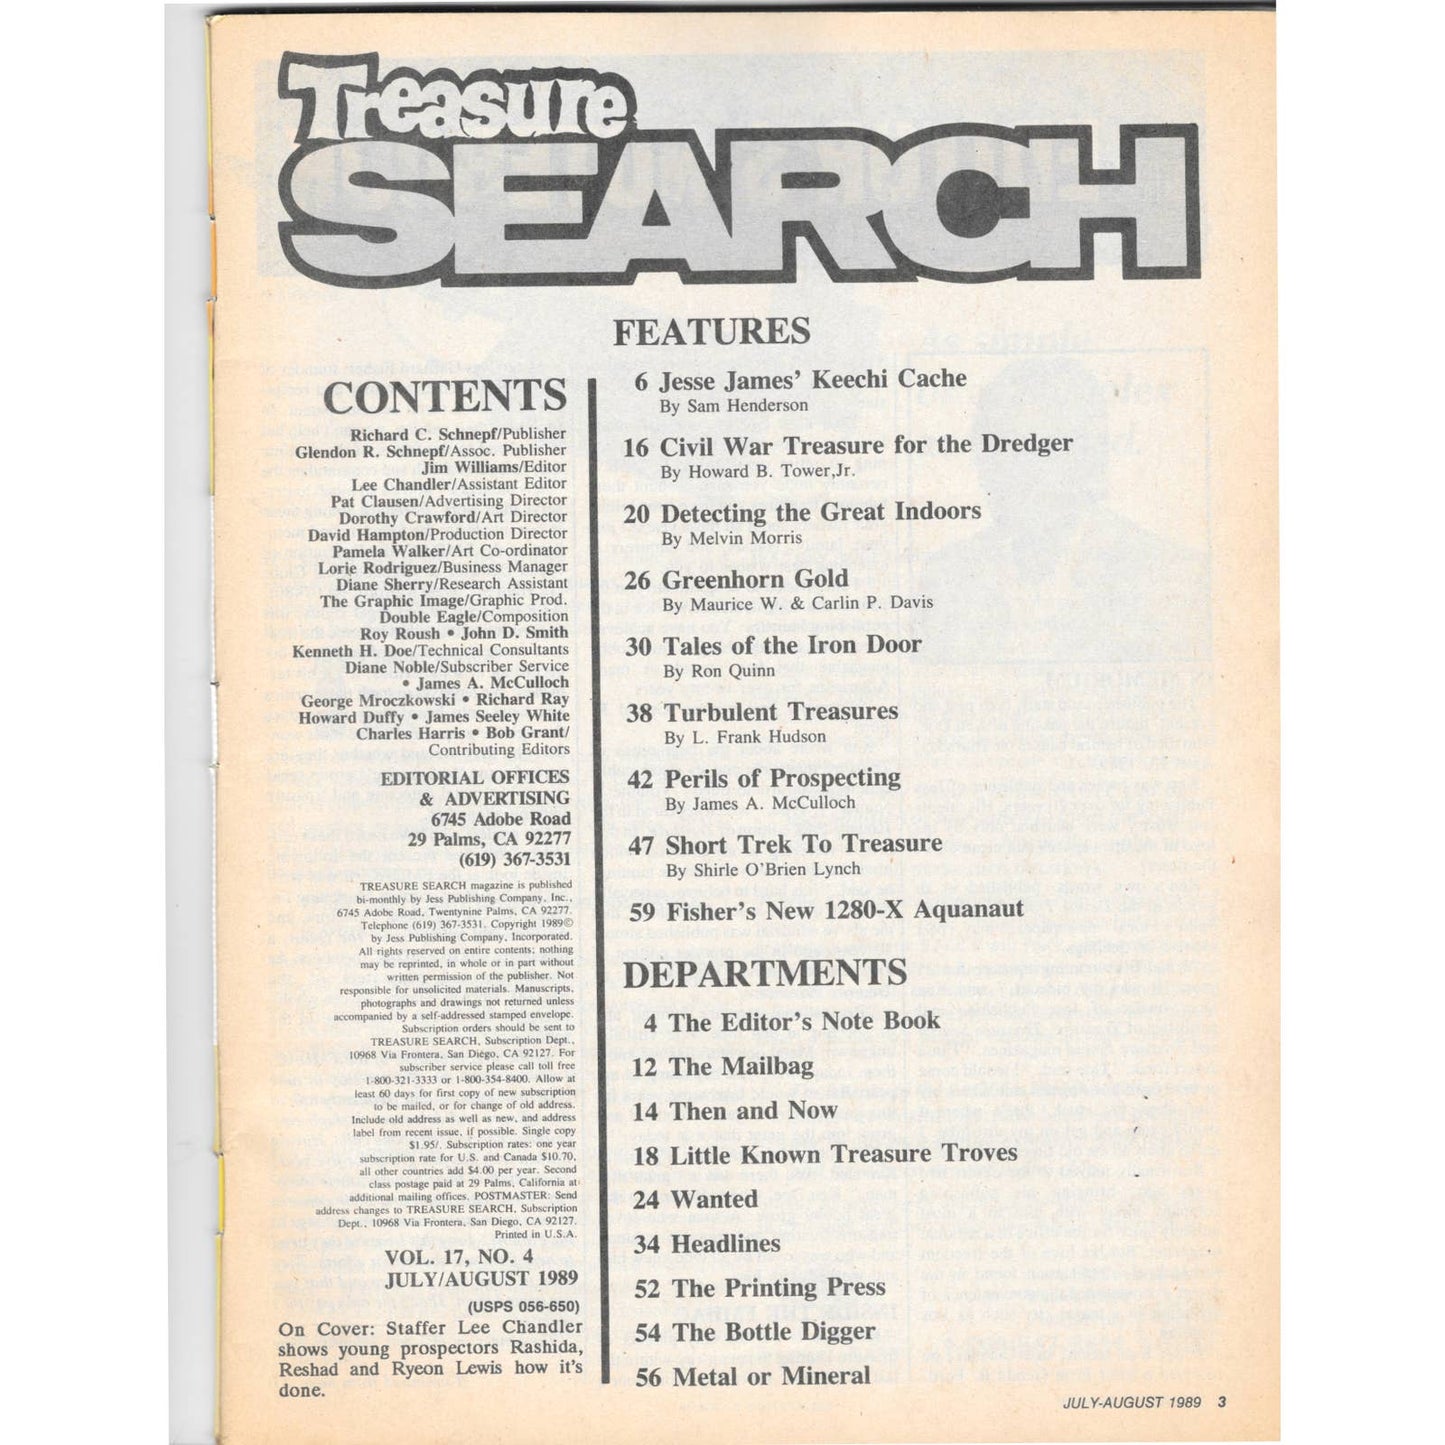 Treasure
SEARCH
CONTENTS
Richard C. Schnepf/Publisher
Glendon R. Schnepf/Assoc. Publisher
Jim Williams/Editor
Lee Chandler/Assistant Editor
Pat Clausen/Advertising Director
Dorothy Crawford/Art Director
David Hampton/Production Director
Pamela Walker/Art Co-ordinator
Lorie Rodriguez/Business Manager
Diane Sherry/Research Assistant
The Graphic Image/Graphic Prod.
Double Eagle/Composition
Roy Roush • John D. Smith
Kenneth H. Doe/Technical Consultants
Diane Noble/Subscriber Service
• James A. McCulloch
George Mroczkowski • Richard Ray
Howard Duffy • James Seeley White
Charles Harris • Bob Grant/
Contributing Editors
EDITORIAL OFFICES
& ADVERTISING
6745 Adobe Road
29 Palms, CA 92277
(619) 367-3531
TREASURE SEARCH magazine is published
bi-monthly by Jess Publishing Company, Inc.,
6745 Adobe Road, Twentynine Palms, CA 92277.
Telephone (619) 367-3531. Copyright 1989©
by Jess Publishing Company, Incorporated.
All rights reserved on entire contents; nothing
may be reprinted, in whole or in part without
written permission of the publisher. Not
responsible for unsolicited materials. Manuscripts,
photographs and drawings not returned unless
accompanied by a self-addressed stamped envelope.
Subscription orders should be sent to
TREASURE SEARCH, Subscription Dept.,
10968 Via Frontera, San Diego, CA 92127. For
subscriber service please call toll free
1-800-321-3333 or 1-800-354-8400. Allow at
least 60 days for first copy of new subscription
to be mailed, or for change of old address.
Include old address as well as new, and address
label from recent issue, if possible. Single copy
$1.95/. Subscription rates: one year
subscription rate for U.S. and Canada $10.70,
all other countries add $4.00 per year. Second
class postage paid at 29 Palms, California at
additional mailing offices. POSTMASTER: Send
address changes to TREASURE SEARCH, Subscription
Dept., 10968 Via Frontera, San Diego, CA 92127.
Printed in U.S.A.
VOL. 17, NO. 4
JULY/AUGUST 1989
(USPS 056-650)
On Cover: Staffer Lee Chandler
shows young prospectors Rashida,
Reshad and Ryeon Lewis how it's
done.
FEATURES
6 Jesse James' Keechi Cache
By Sam Henderson
16 Civil War Treasure for the Dredger
By Howard B. Tower,Jr.
20 Detecting the Great Indoors
By Melvin Morris
26 Greenhorn Gold
By Maurice W. & Carlin P. Davis
30 Tales of the Iron Door
By Ron Quinn
38 Turbulent Treasures
By L. Frank Hudson
42 Perils of Prospecting
By James A. McCulloch
47 Short Trek To Treasure
By Shirle O'Brien Lynch
59 Fisher's New 1280-X Aquanaut
DEPARTMENTS
4 The Editor's Note Book
12 The Mailbag
14 Then and Now
18 Little Known Treasure Troves
24 Wanted
34 Headlines
52 The Printing Press
54 The Bottle Digger
56 Metal or Mineral
JULY-AUGUST 1989 3